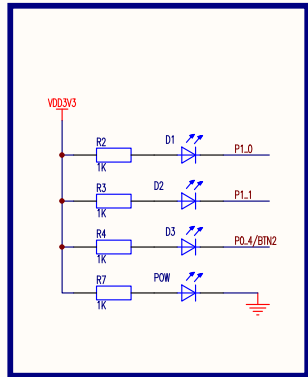 VDD3V3
R2
D1
P1_0
1K
R3
D2
P1_1
1K
R4
D3
P0_4/BTN2
1K
R7
POW
1K